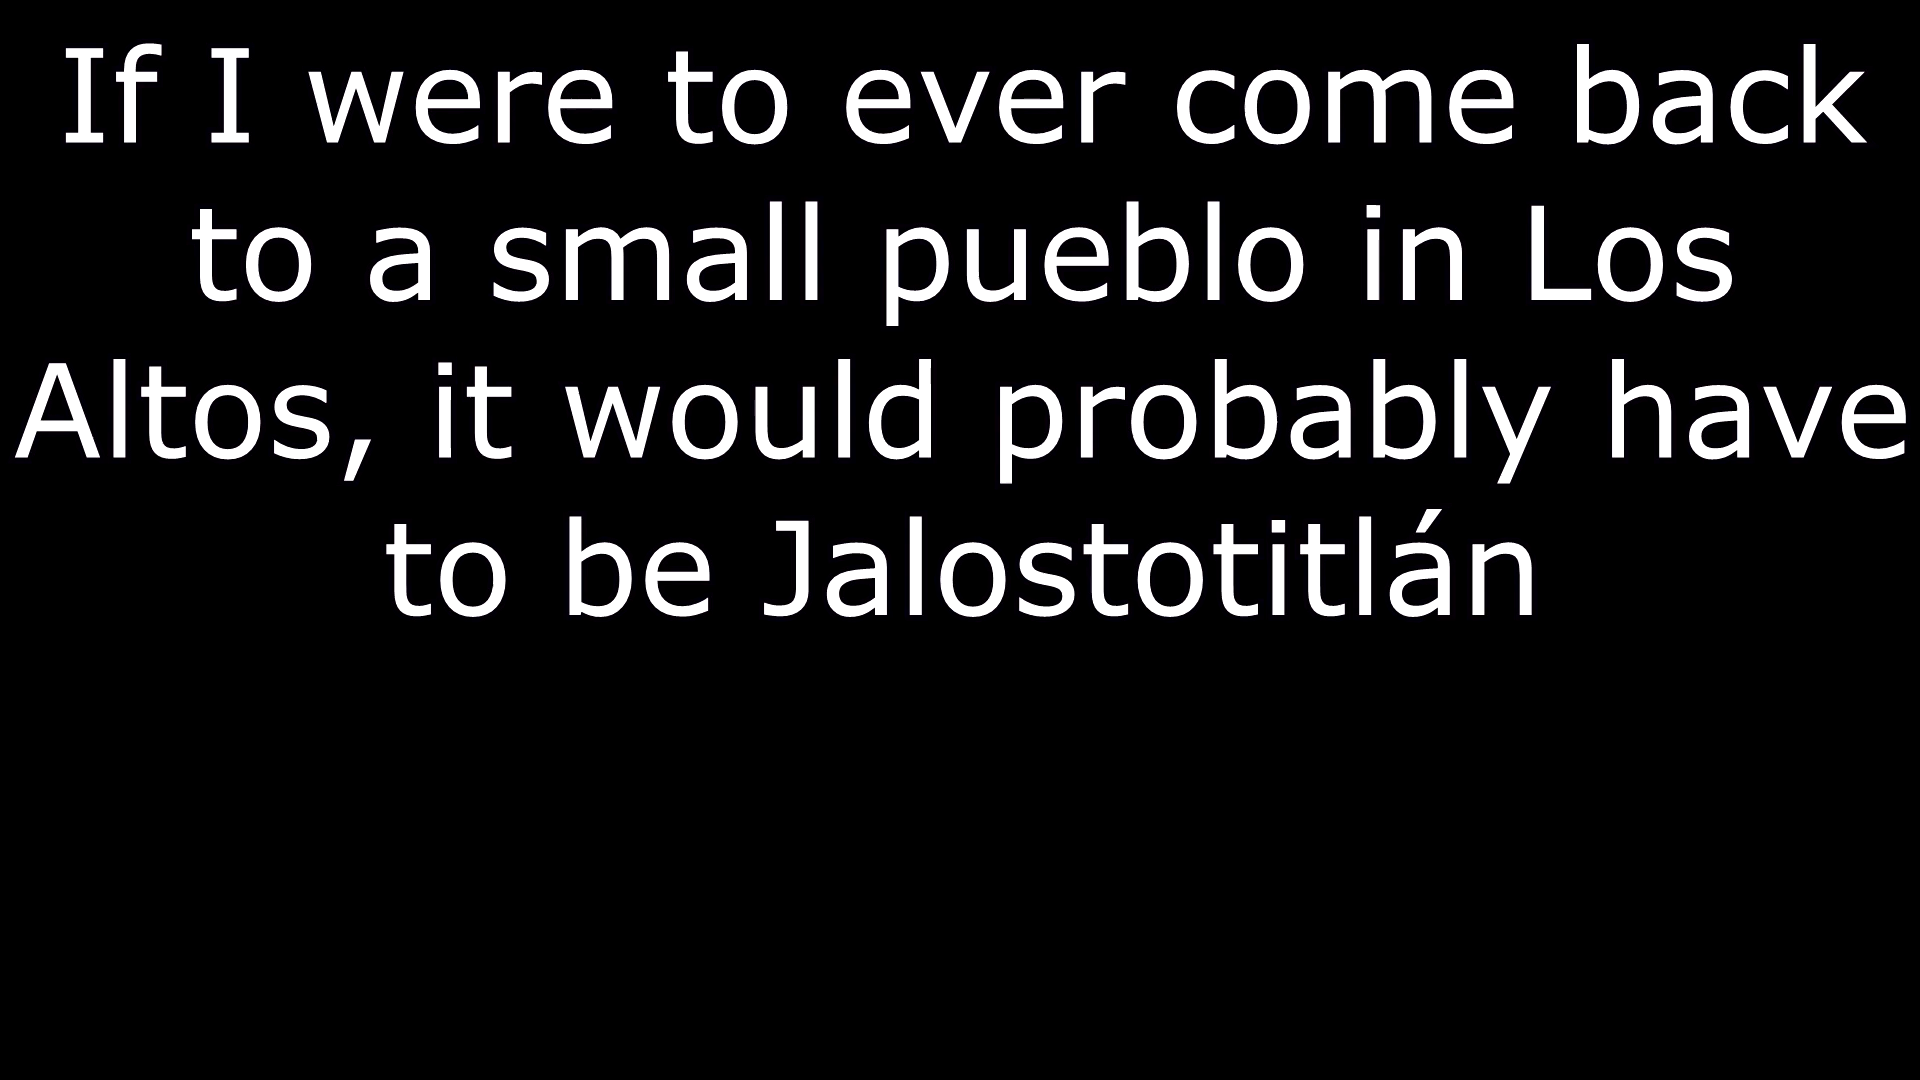 If I were to ever come back
to a small pueblo in Los
Altos, it would probably have
to be Jalostotitlán